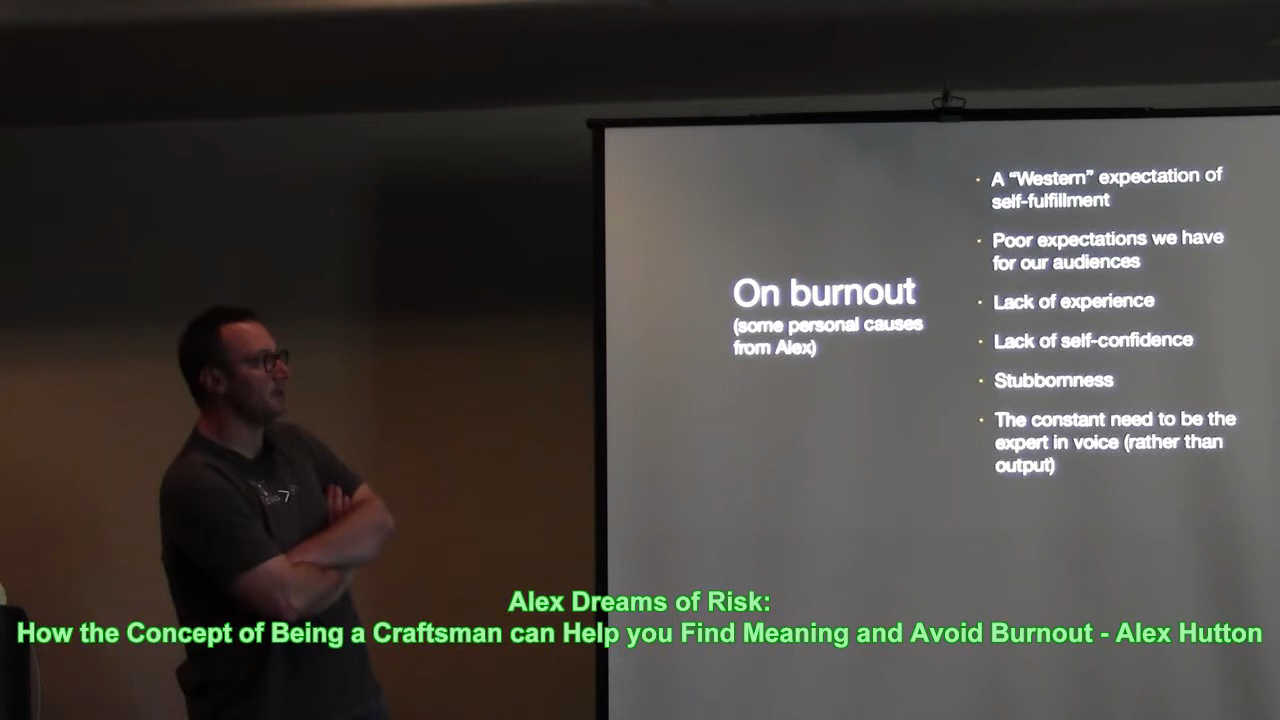 On burnout
(some personal causes
from Alex)
· A “Western” expectation of
self-fulfillment
· Poor expectations we have
for our audiences
· Lack of experience
· Lack of self-confidence
· Stubbornness
· The constant need to be the
expert in voice (rather than
output)
Alex Dreams of Risk:
How the Concept of Being a Craftsman can Help you Find Meaning and Avoid Burnout - Alex Hutton